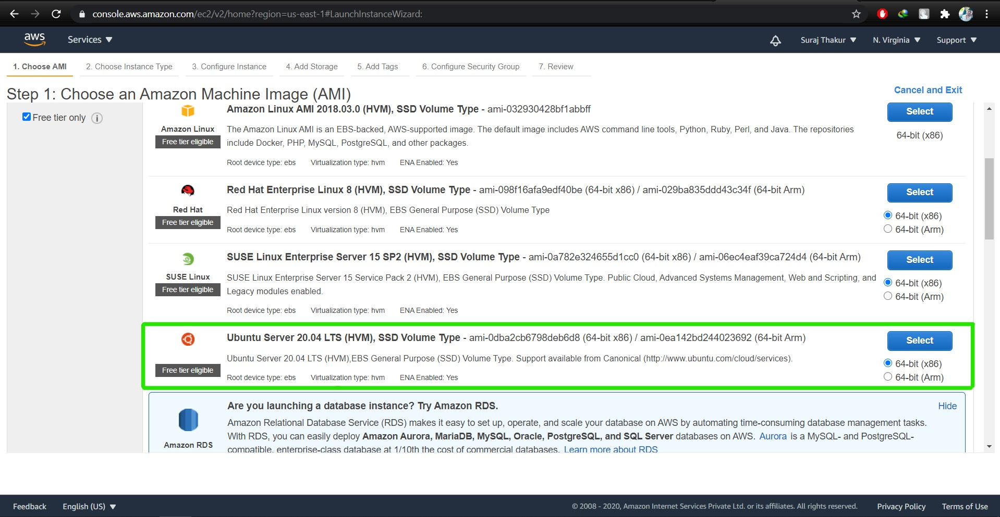 console.aws.amazon.com/ec2/v2/home?region=us-east-1#LaunchInstanceWizard:
aws
Services
Suraj Thakur
N. Virginia
Support
1. Choose AMI
2. Choose Instance Type
3. Configure Instance
4. Add Storage
5. Add Tags
6. Configure Security Group
7. Review
Step 1: Choose an Amazon Machine Image (AMI)
Cancel and Exit
Free tier only
Amazon Linux
Free tier eligible
Amazon Linux AMI 2018.03.0 (HVM), SSD Volume Type - ami-032930428bf1abbff
The Amazon Linux AMI is an EBS-backed, AWS-supported image. The default image includes AWS command line tools, Python, Ruby, Perl, and Java. The repositories
include Docker, PHP, MySQL, PostgreSQL, and other packages.
Root device type: ebs Virtualization type: hvm ENA Enabled: Yes
Select
64-bit (x86)
Red Hat
Free tier eligible
Red Hat Enterprise Linux 8 (HVM), SSD Volume Type - ami-098f16afa9edf40be (64-bit x86) / ami-029ba835ddd43c34f (64-bit Arm)
Red Hat Enterprise Linux version 8 (HVM), EBS General Purpose (SSD) Volume Type
Root device type: ebs Virtualization type: hvm ENA Enabled: Yes
Select
64-bit (x86)
64-bit (Arm)
SUSE Linux
Free tier eligible
SUSE Linux Enterprise Server 15 SP2 (HVM), SSD Volume Type - ami-0a782e324655d1cc0 (64-bit x86) / ami-06ec4eaf39ca724d4 (64-bit Arm)
SUSE Linux Enterprise Server 15 Service Pack 2 (HVM), EBS General Purpose (SSD) Volume Type. Public Cloud, Advanced Systems Management, Web and Scripting, and
Legacy modules enabled.
Root device type: ebs Virtualization type: hvm ENA Enabled: Yes
Select
64-bit (x86)
64-bit (Arm)
Free tier eligible
Ubuntu Server 20.04 LTS (HVM), SSD Volume Type - ami-0dba2cb6798deb6d8 (64-bit x86) / ami-0ea142bd244023692 (64-bit Arm)
Ubuntu Server 20.04 LTS (HVM),EBS General Purpose (SSD) Volume Type. Support available from Canonical (http://www.ubuntu.com/cloud/services).
Root device type: ebs Virtualization type: hvm ENA Enabled: Yes
Select
64-bit (x86)
64-bit (Arm)
Amazon RDS
Are you launching a database instance? Try Amazon RDS.
Hide
Amazon Relational Database Service (RDS) makes it easy to set up, operate, and scale your database on AWS by automating time-consuming database management tasks.
With RDS, you can easily deploy Amazon Aurora, MariaDB, MySQL, Oracle, PostgreSQL, and SQL Server databases on AWS. Aurora is a MySQL- and PostgreSQL-
compatible, enterprise-class database at 1/10th the cost of commercial databases. Learn more about RDS
Feedback
English (US)
© 2008 - 2020, Amazon Internet Services Private Ltd. or its affiliates. All rights reserved.
Privacy Policy
Terms of Use